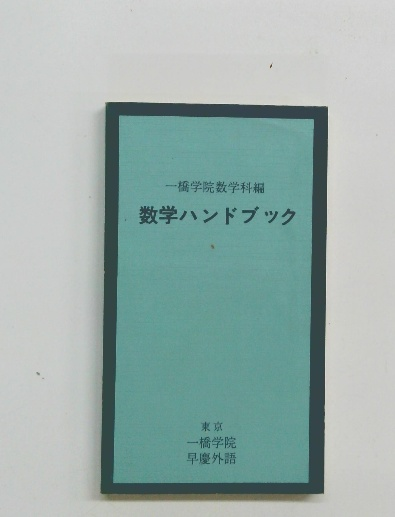 一橋学院数学科編
数学ハンドブック
東京
一橋学院
早慶外語